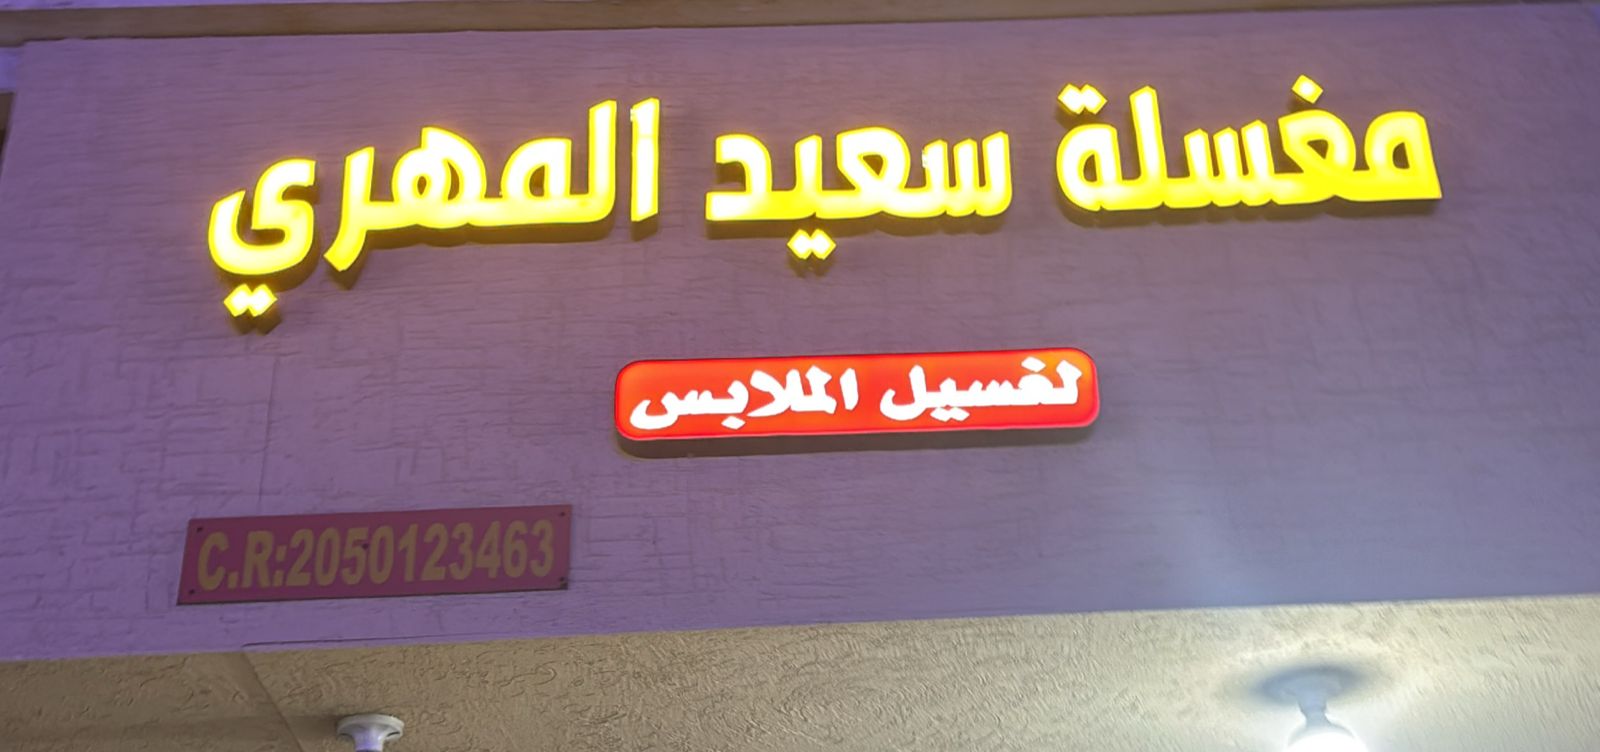 مغسلة سعيد المهري
لغسيل الملابس
C.R:2050123463